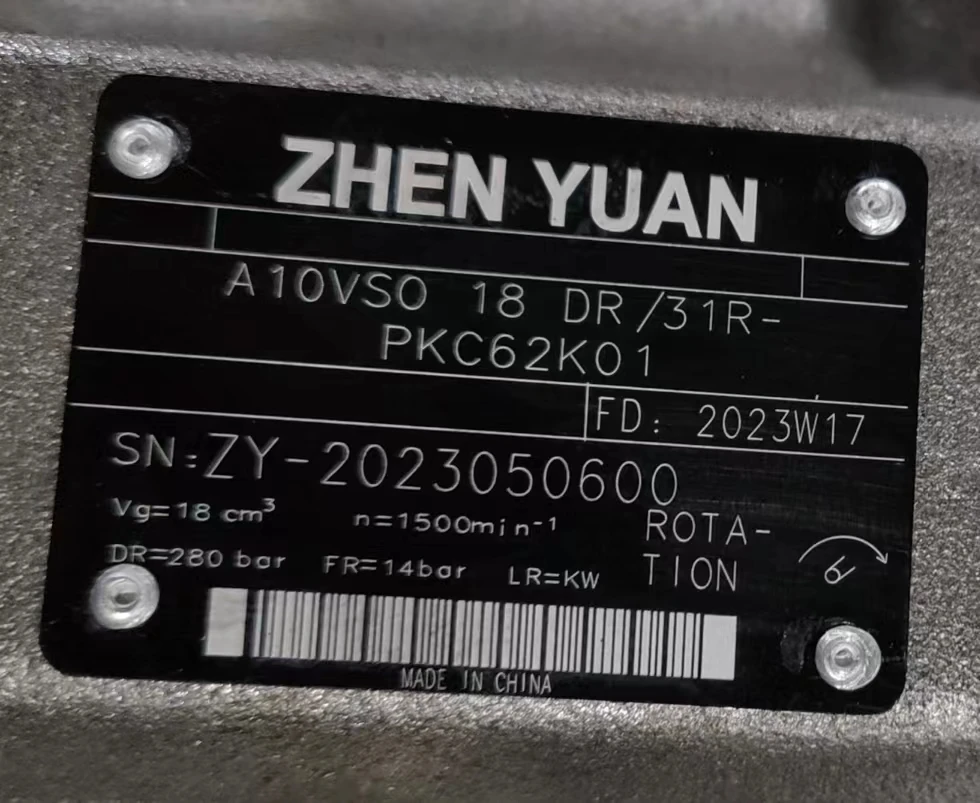 ZHEN YUAN
A10VSO 18 DR/31R-
PKC62K01
FD: 2023W17
SN:ZY-2023050600
Vg=18 cm³ n=1500min⁻¹ ROTA-
DR=280 bar FR=14bar LR=KW TION
MADE IN CHINA